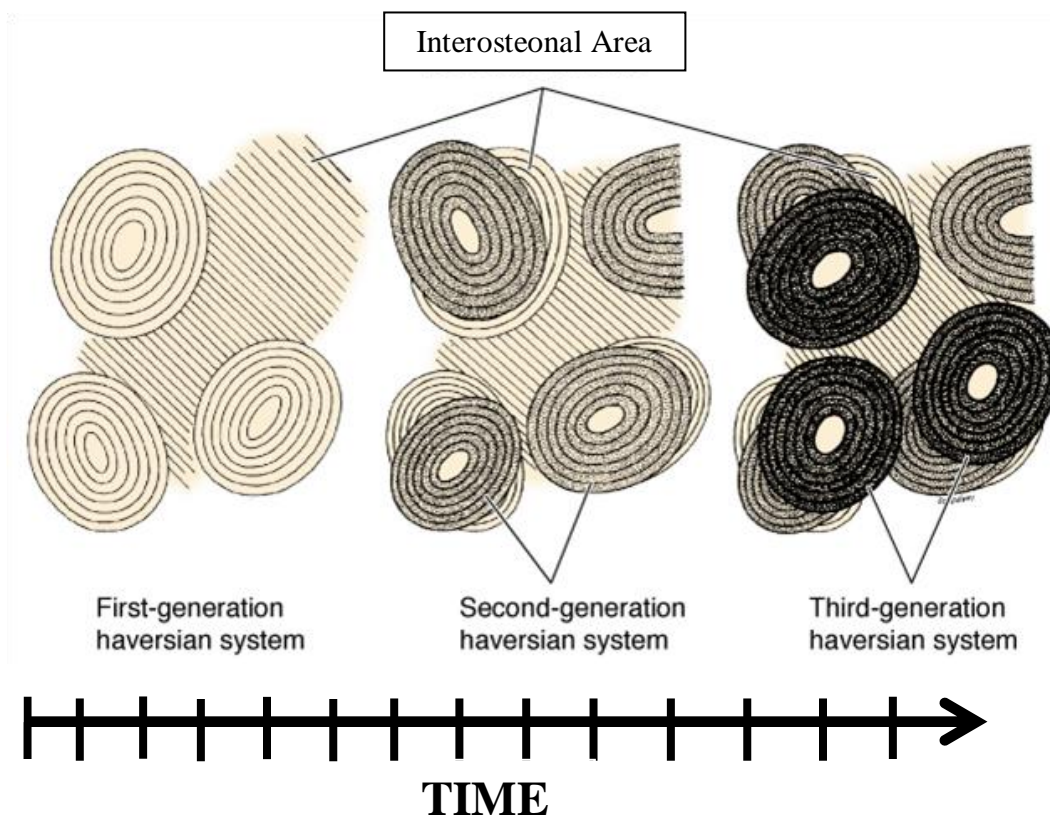 Interosteonal Area
First-generation
haversian system
Second-generation
haversian system
Third-generation
haversian system
TIME